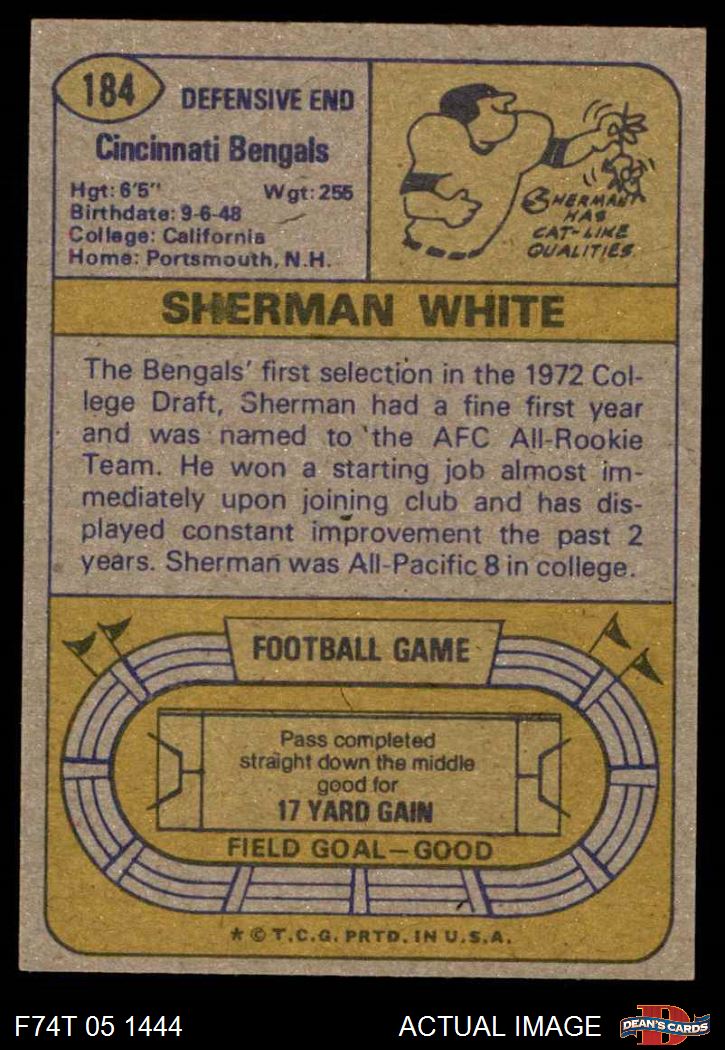 184
DEFENSIVE END
Cincinnati Bengals
Hgt: 6'5" Wgt: 255
Birthdate: 9-6-48
College: California
Home: Portsmouth, N.H.
SHERMAN
HAS
CAT-LIKE
QUALITIES.
SHERMAN WHITE
The Bengals' first selection in the 1972 Col-
lege Draft, Sherman had a fine first year
and was named to the AFC All-Rookie
Team. He won a starting job almost im-
mediately upon joining club and has dis-
played constant improvement the past 2
years. Sherman was All-Pacific 8 in college.
FOOTBALL GAME
Pass completed
straight down the middle
good for
17 YARD GAIN
FIELD GOAL—GOOD
* © T.C.G. PRTD. IN U.S.A.
F74T 05 1444 ACTUAL IMAGE
D
DEAN'S CARDS